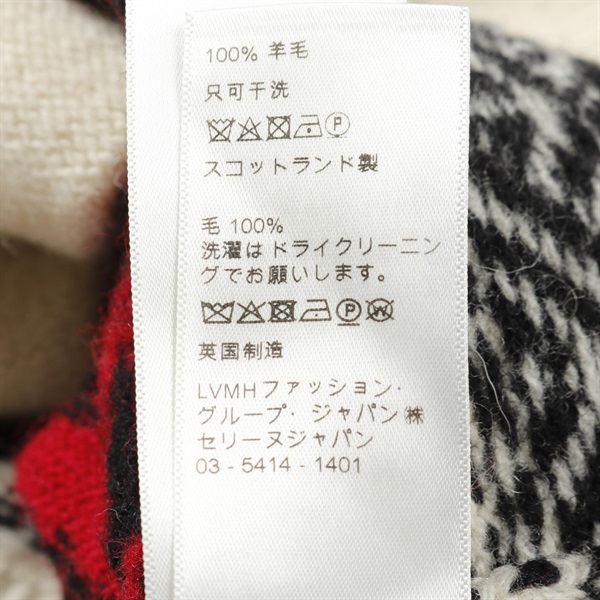 100% 羊毛
只可干洗
P
スコットランド製
毛 100%
洗濯はドライクリーニン
グでお願いします。
P W
英国制造
LVMHファッション・
グループ・ジャパン㈱
セリーヌジャパン
03 - 5414 - 1401